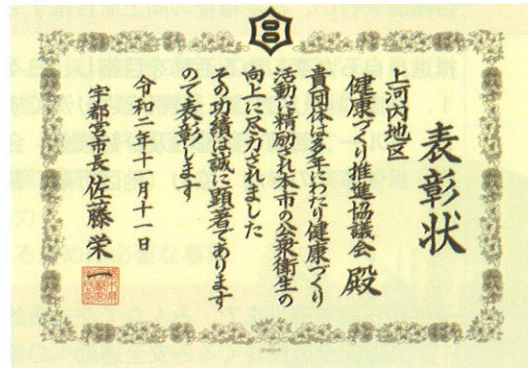 表彰状
上河内地区
健康づくり推進協議会 殿
貴団体は多年にわたり健康づくり
活動に精励され本市の公衆衛生の
向上に尽力されました
その功績は誠に顕著であります
ので表彰します
令和二年十一月十一日
宇都宮市長 佐藤栄一